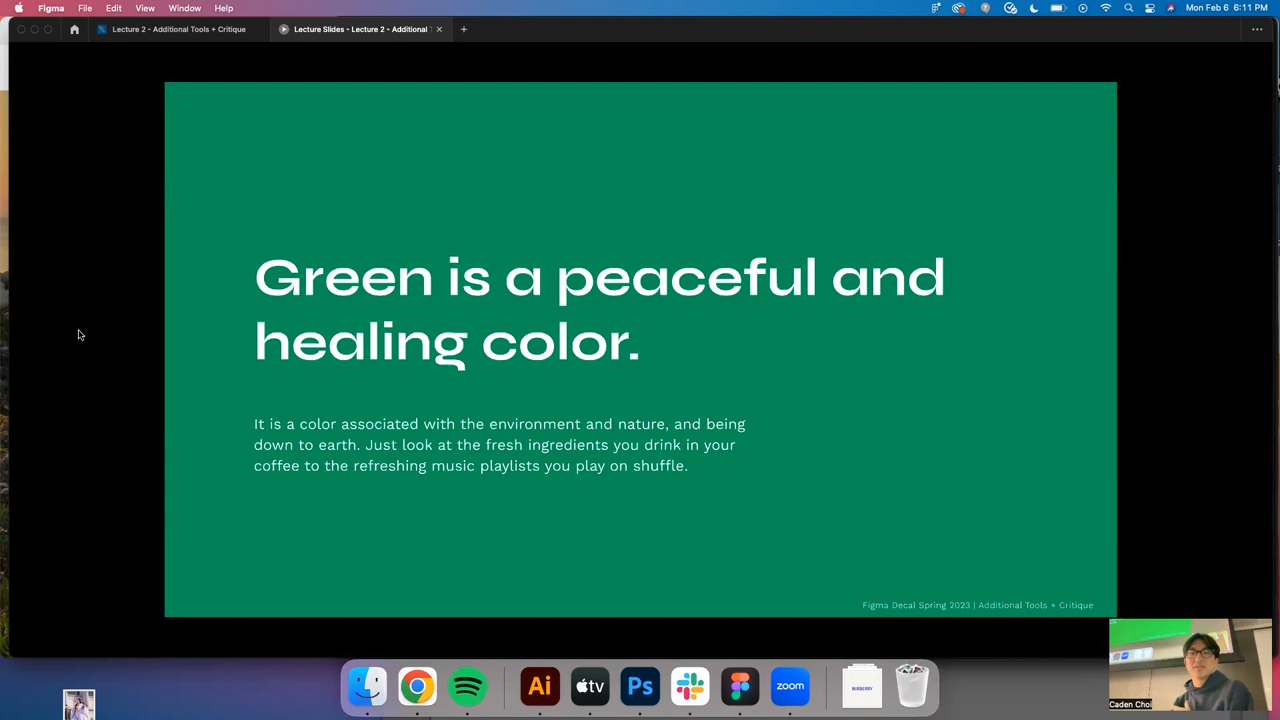 Figma File Edit View Window Help Mon Feb 6 6:11 PM
Lecture 2 - Additional Tools + Critique Lecture Slides - Lecture 2 - Additional
Green is a peaceful and
healing color.
It is a color associated with the environment and nature, and being
down to earth. Just look at the fresh ingredients you drink in your
coffee to the refreshing music playlists you play on shuffle.
Figma Decal Spring 2023 | Additional Tools + Critique
Ai tv Ps zoom BURBERRY
Caden Choi